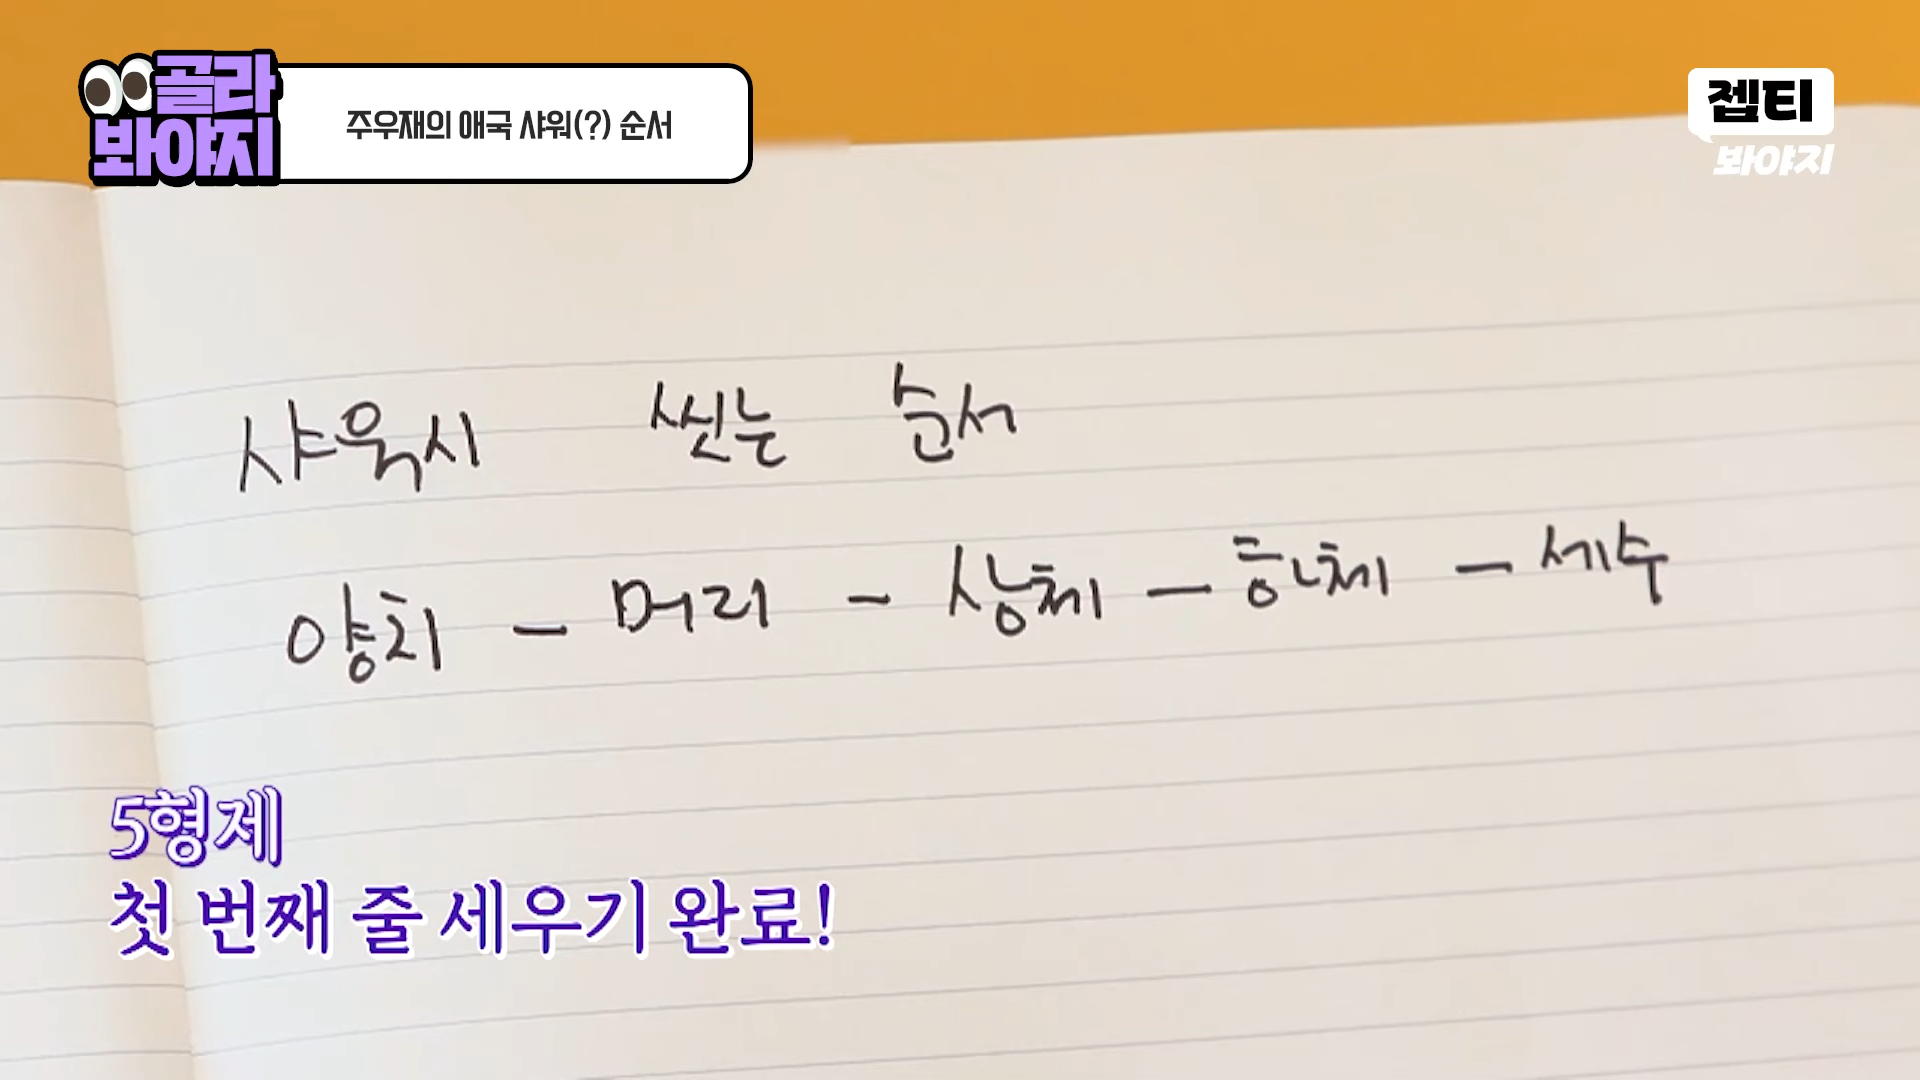 골라
봐야지
주우재의 애국 샤워(?) 순서
젭티
봐야지
샤욱시 씬는 순서
양치 - 머리 - 상체 - 하체 - 세수
5형제
첫 번째 줄 세우기 완료!